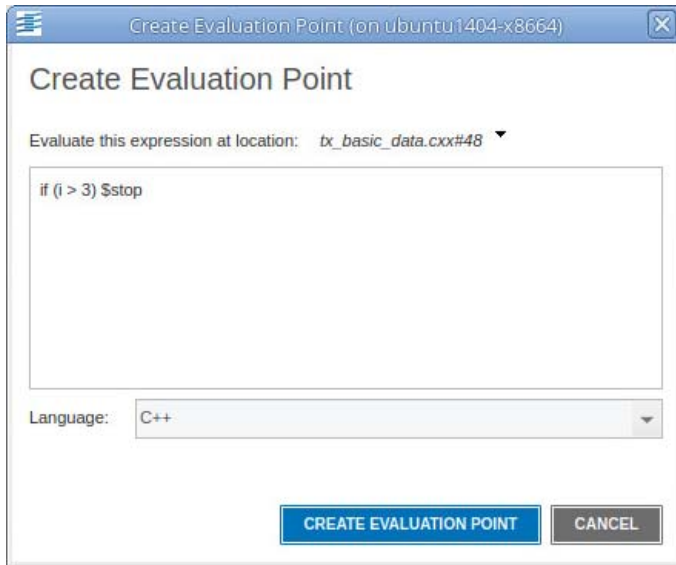 Create Evaluation Point (on ubuntu1404-x8664)
Create Evaluation Point
Evaluate this expression at location: tx_basic_data.cxx#48
if (i > 3) $stop
Language: C++
CREATE EVALUATION POINT CANCEL